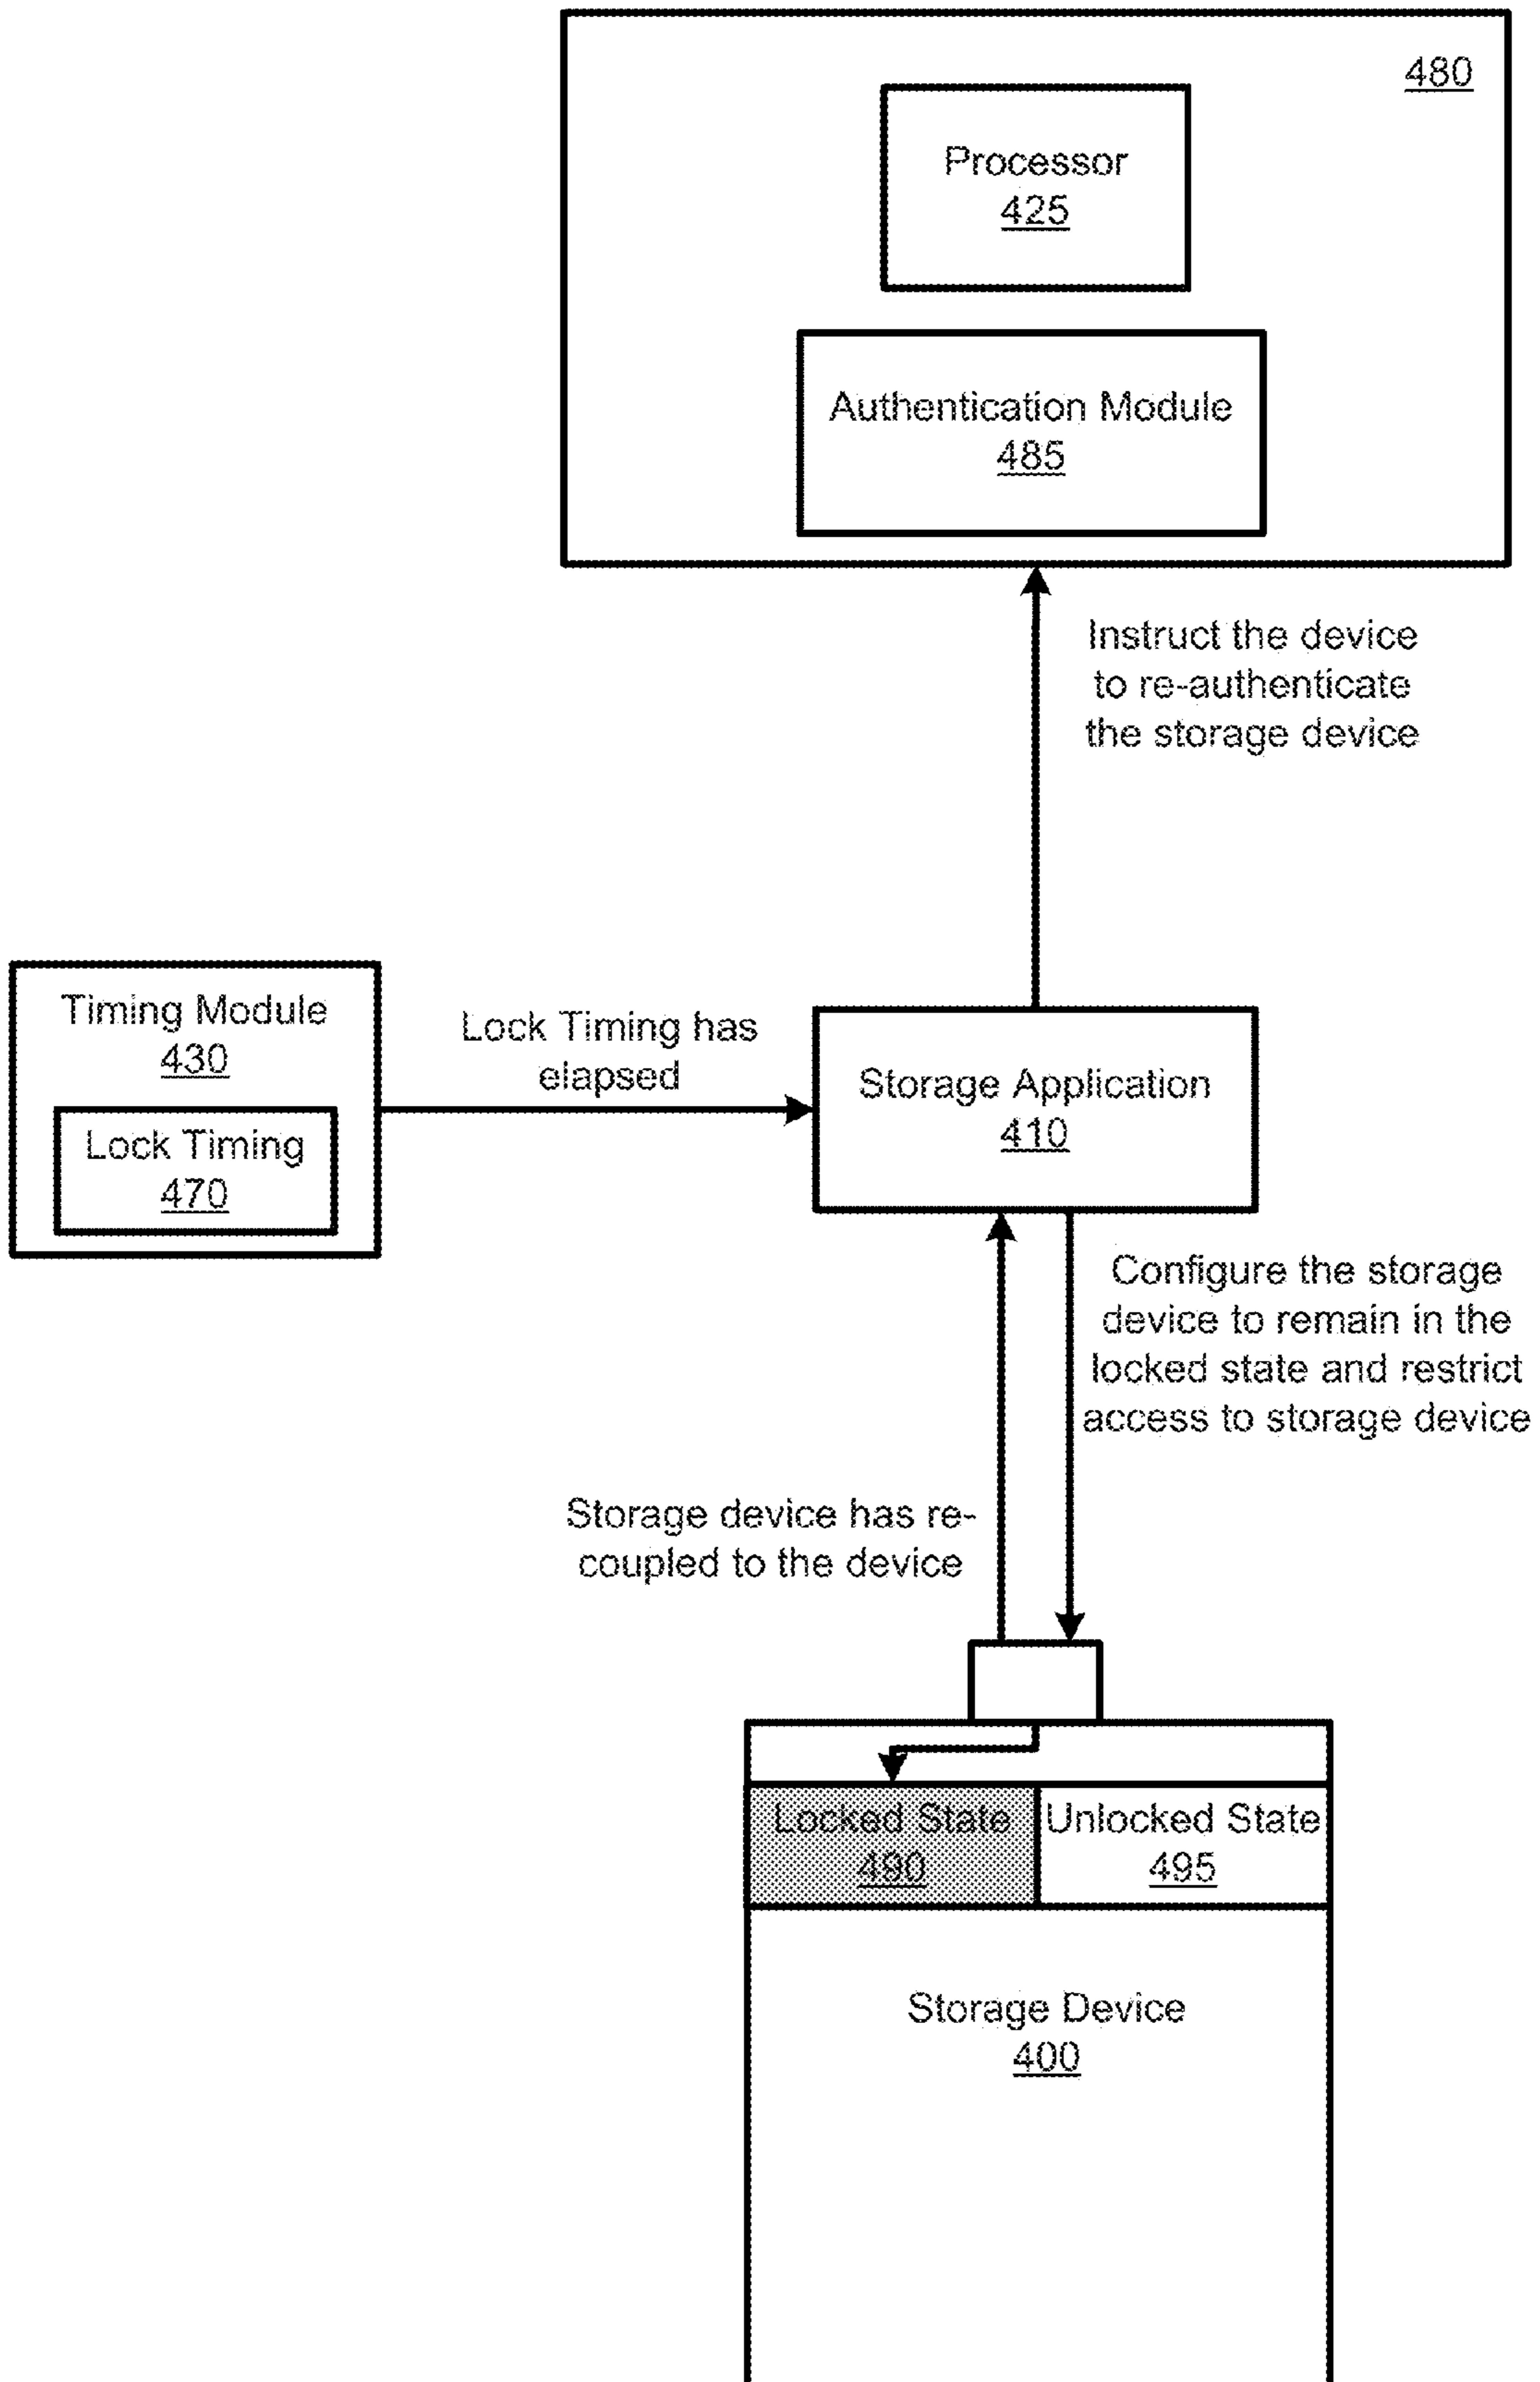 480
Processor
425
Authentication Module
485
Instruct the device
to re-authenticate
the storage device
Timing Module
430
Lock Timing
470
Lock Timing has
elapsed
Storage Application
410
Configure the storage
device to remain in the
locked state and restrict
access to storage device
Storage device has re-
coupled to the device
Locked State
490
Unlocked State
495
Storage Device
400